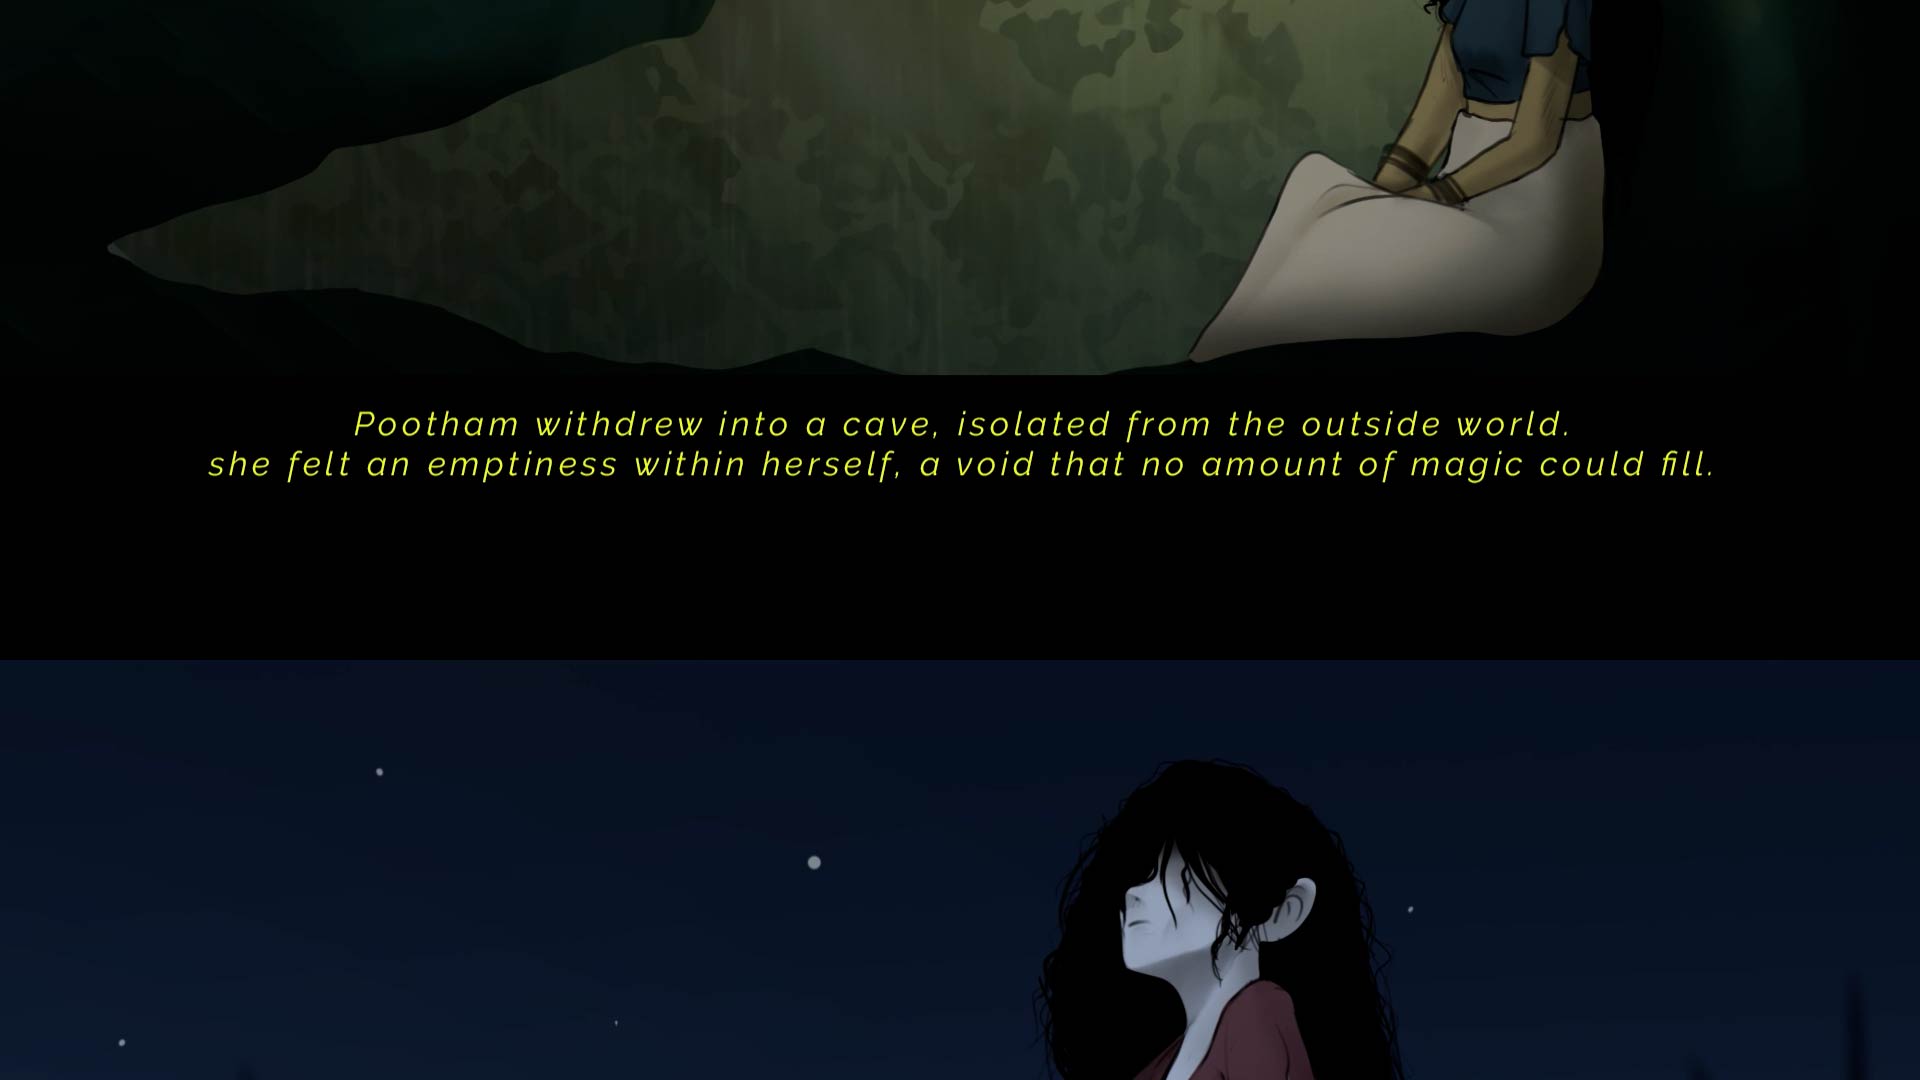 Pootham withdrew into a cave, isolated from the outside world.
she felt an emptiness within herself, a void that no amount of magic could fill.